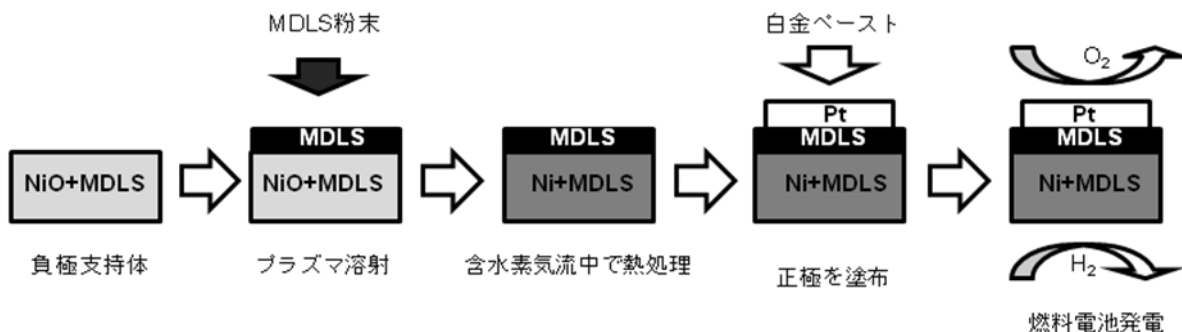 MDLS粉末
白金ペースト
O2
Pt
Pt
MDLS
MDLS
MDLS
MDLS
NiO+MDLS
NiO+MDLS
Ni+MDLS
Ni+MDLS
Ni+MDLS
負極支持体
プラズマ溶射
含水素気流中で熱処理
正極を塗布
H2
燃料電池発電